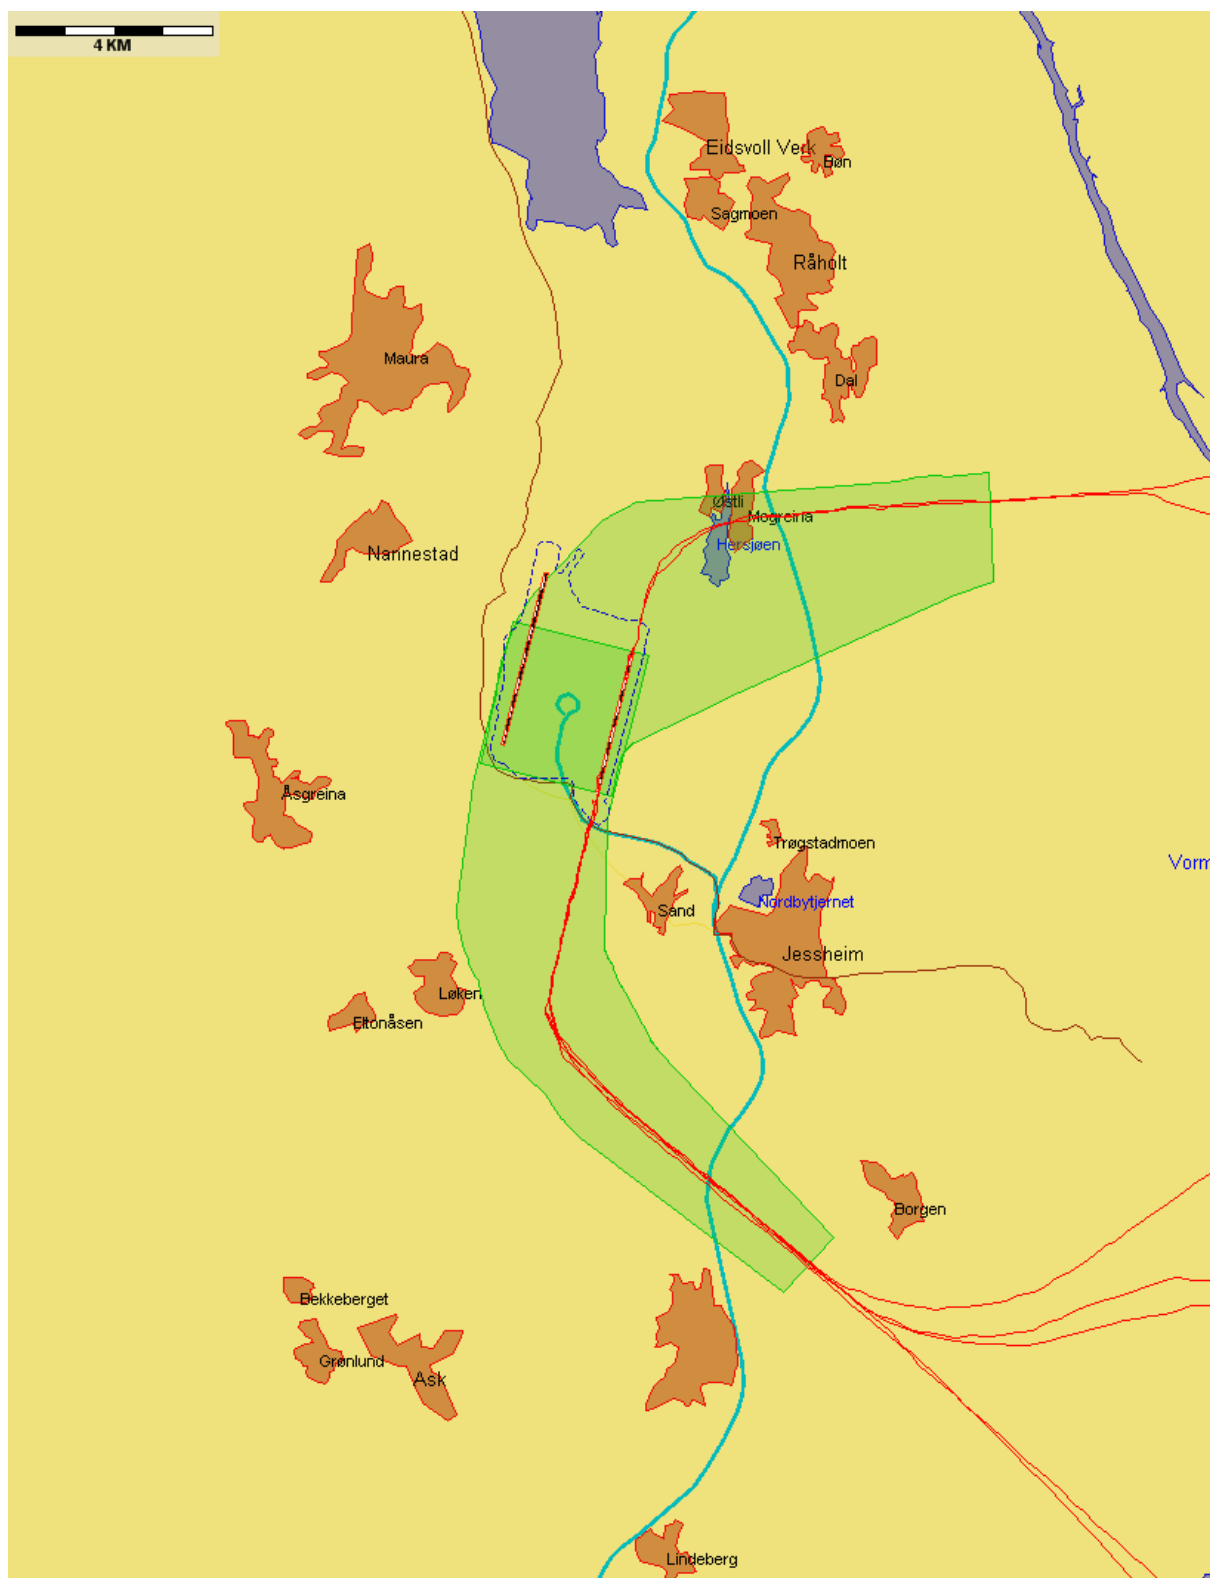 4 KM
Eidsvoll Verk
Bøn
Sagmoen
Råholt
Maura
Dal
Østli
Mogreina
Hersjøen
Nannestad
Åsgreina
Trøgstadmoen
Vorm
Nordbytjernet
Sand
Jessheim
Løken
Eltonåsen
Borgen
Bekkeberget
Grønlund
Ask
Lindeberg